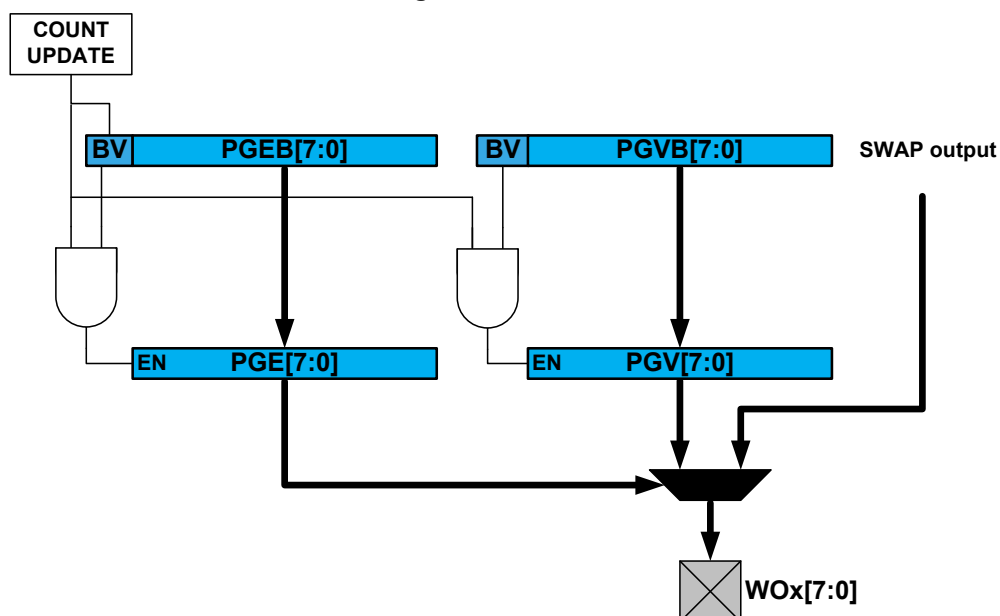 COUNT
UPDATE
BV
PGEB[7:0]
BV
PGVB[7:0]
SWAP output
EN
PGE[7:0]
EN
PGV[7:0]
WOx[7:0]